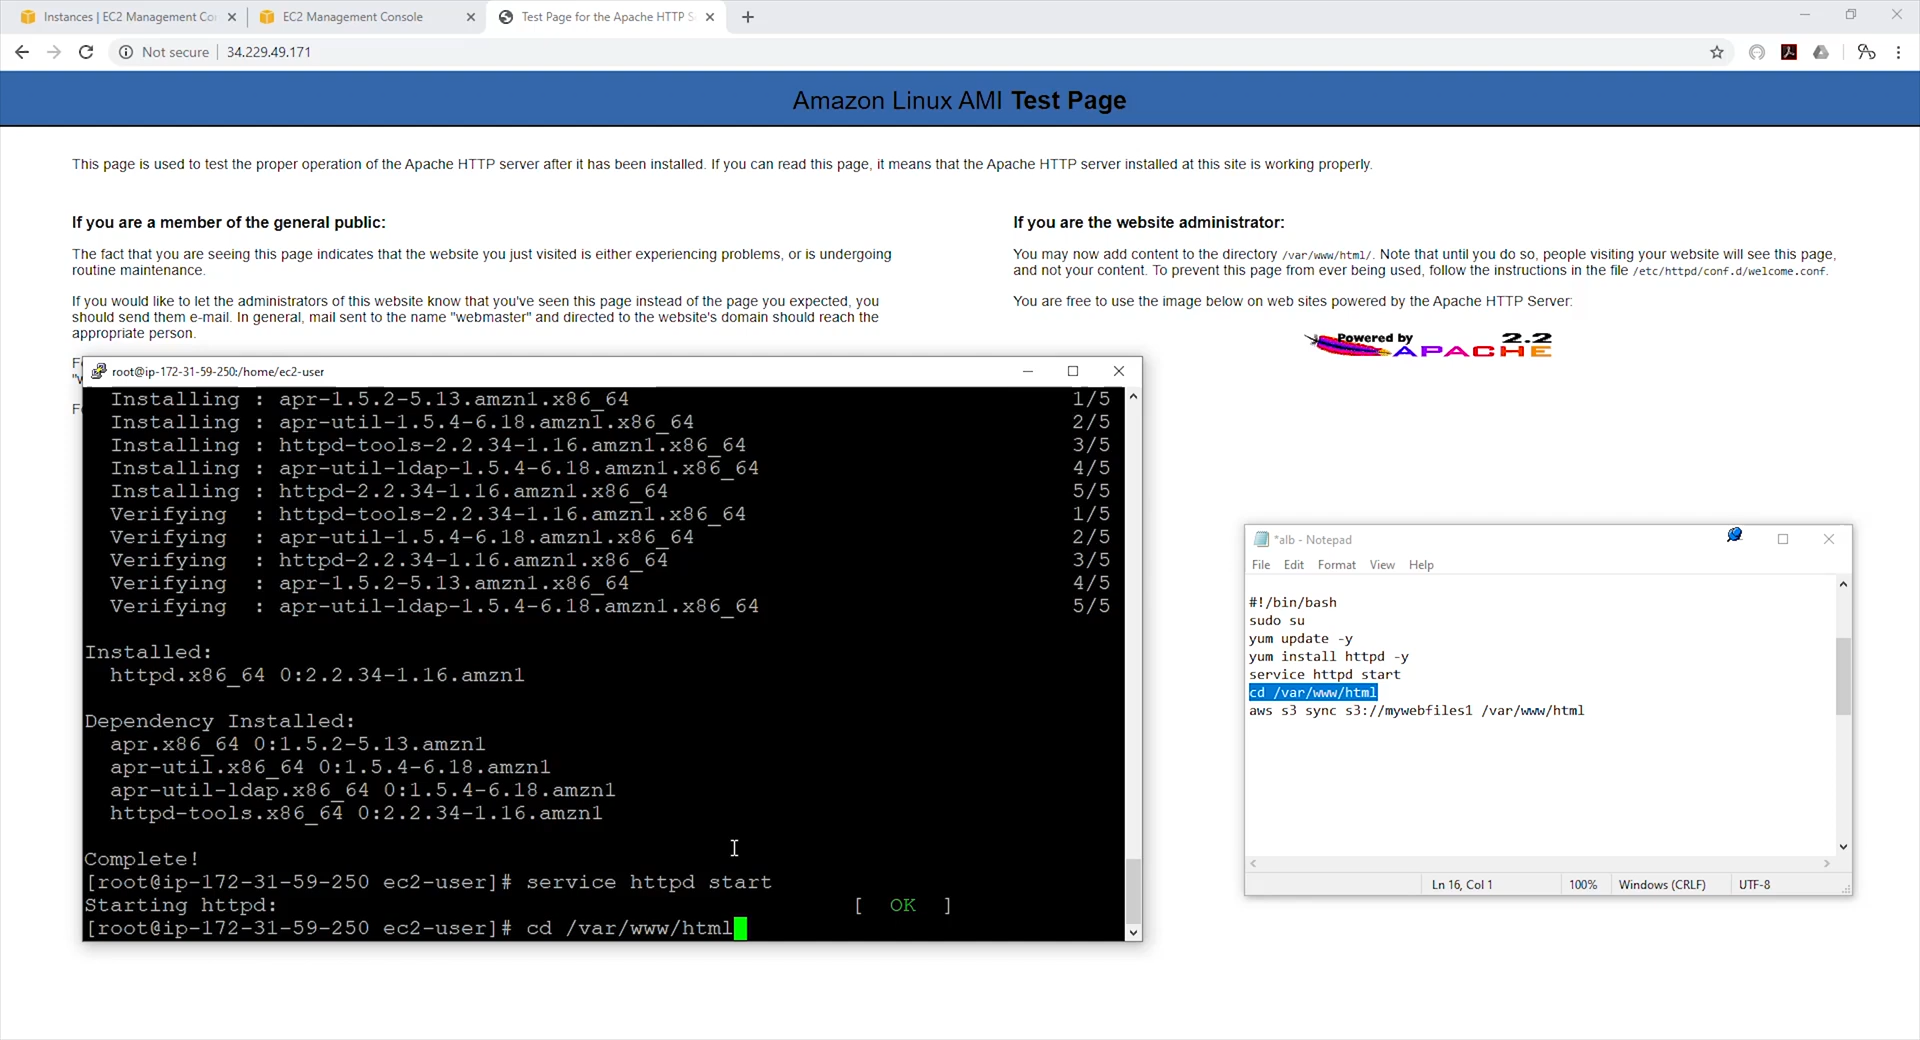 Instances | EC2 Management Co
EC2 Management Console
Test Page for the Apache HTTP S
Not secure
34.229.49.171
Amazon Linux AMI Test Page
This page is used to test the proper operation of the Apache HTTP server after it has been installed. If you can read this page, it means that the Apache HTTP server installed at this site is working properly.
If you are a member of the general public:
The fact that you are seeing this page indicates that the website you just visited is either experiencing problems, or is undergoing
routine maintenance.
If you would like to let the administrators of this website know that you've seen this page instead of the page you expected, you
should send them e-mail. In general, mail sent to the name "webmaster" and directed to the website's domain should reach the
appropriate person.
If you are the website administrator:
You may now add content to the directory /var/www/html/. Note that until you do so, people visiting your website will see this page,
and not your content. To prevent this page from ever being used, follow the instructions in the file /etc/httpd/conf.d/welcome.conf.
You are free to use the image below on web sites powered by the Apache HTTP Server:
Powered by
APACHE
2.2
root@ip-172-31-59-250:/home/ec2-user
Installing : apr-1.5.2-5.13.amzn1.x86_64 1/5
Installing : apr-util-1.5.4-6.18.amzn1.x86_64 2/5
Installing : httpd-tools-2.2.34-1.16.amzn1.x86_64 3/5
Installing : apr-util-ldap-1.5.4-6.18.amzn1.x86_64 4/5
Installing : httpd-2.2.34-1.16.amzn1.x86_64 5/5
Verifying : httpd-tools-2.2.34-1.16.amzn1.x86_64 1/5
Verifying : apr-util-1.5.4-6.18.amzn1.x86_64 2/5
Verifying : httpd-2.2.34-1.16.amzn1.x86_64 3/5
Verifying : apr-1.5.2-5.13.amzn1.x86_64 4/5
Verifying : apr-util-ldap-1.5.4-6.18.amzn1.x86_64 5/5
Installed:
httpd.x86_64 0:2.2.34-1.16.amzn1
Dependency Installed:
apr.x86_64 0:1.5.2-5.13.amzn1
apr-util.x86_64 0:1.5.4-6.18.amzn1
apr-util-ldap.x86_64 0:1.5.4-6.18.amzn1
httpd-tools.x86_64 0:2.2.34-1.16.amzn1
Complete!
[root@ip-172-31-59-250 ec2-user]# service httpd start
Starting httpd: [ OK ]
[root@ip-172-31-59-250 ec2-user]# cd /var/www/html
*alb - Notepad
File Edit Format View Help
#!/bin/bash
sudo su
yum update -y
yum install httpd -y
service httpd start
cd /var/www/html
aws s3 sync s3://mywebfiles1 /var/www/html
Ln 16, Col 1
100%
Windows (CRLF)
UTF-8